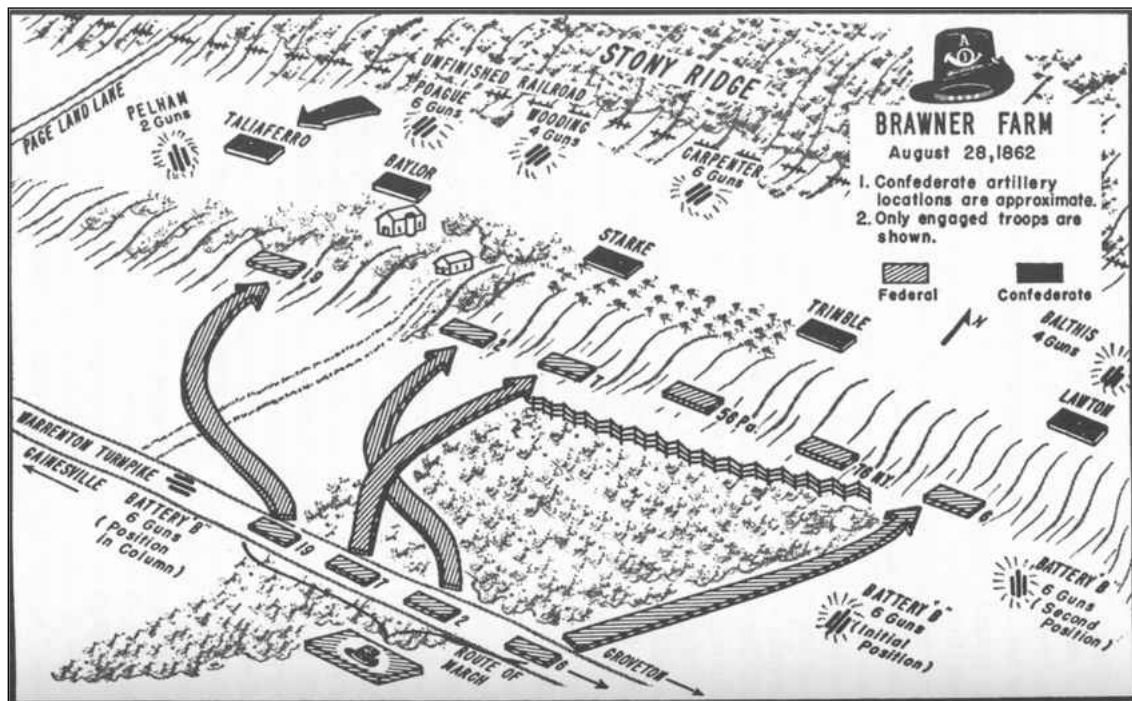 STONY RIDGE
UNFINISHED RAILROAD
PAGE LAND LANE
PELHAM
2 Guns
TALIAFERRO
POAGUE
6 Guns
WOODING
4 Guns
CARPENTER
6 Guns
BAYLOR
STARKE
TRIMBLE
BALTHIS
4 Guns
LAWTON
A
BRAWNER FARM
August 28, 1862
1. Confederate artillery
locations are approximate.
2. Only engaged troops are
shown.
Federal
Confederate
N
19
2
7
56 Pa.
76 NY
6
WARRENTON TURNPIKE
GAINESVILLE
BATTERY "B"
6 Guns
(Position
in Column)
19
7
2
6
ROUTE OF
MARCH
GROVETON
BATTERY "B"
6 Guns
(Initial
Position)
BATTERY "B"
6 Guns
(Second
Position)